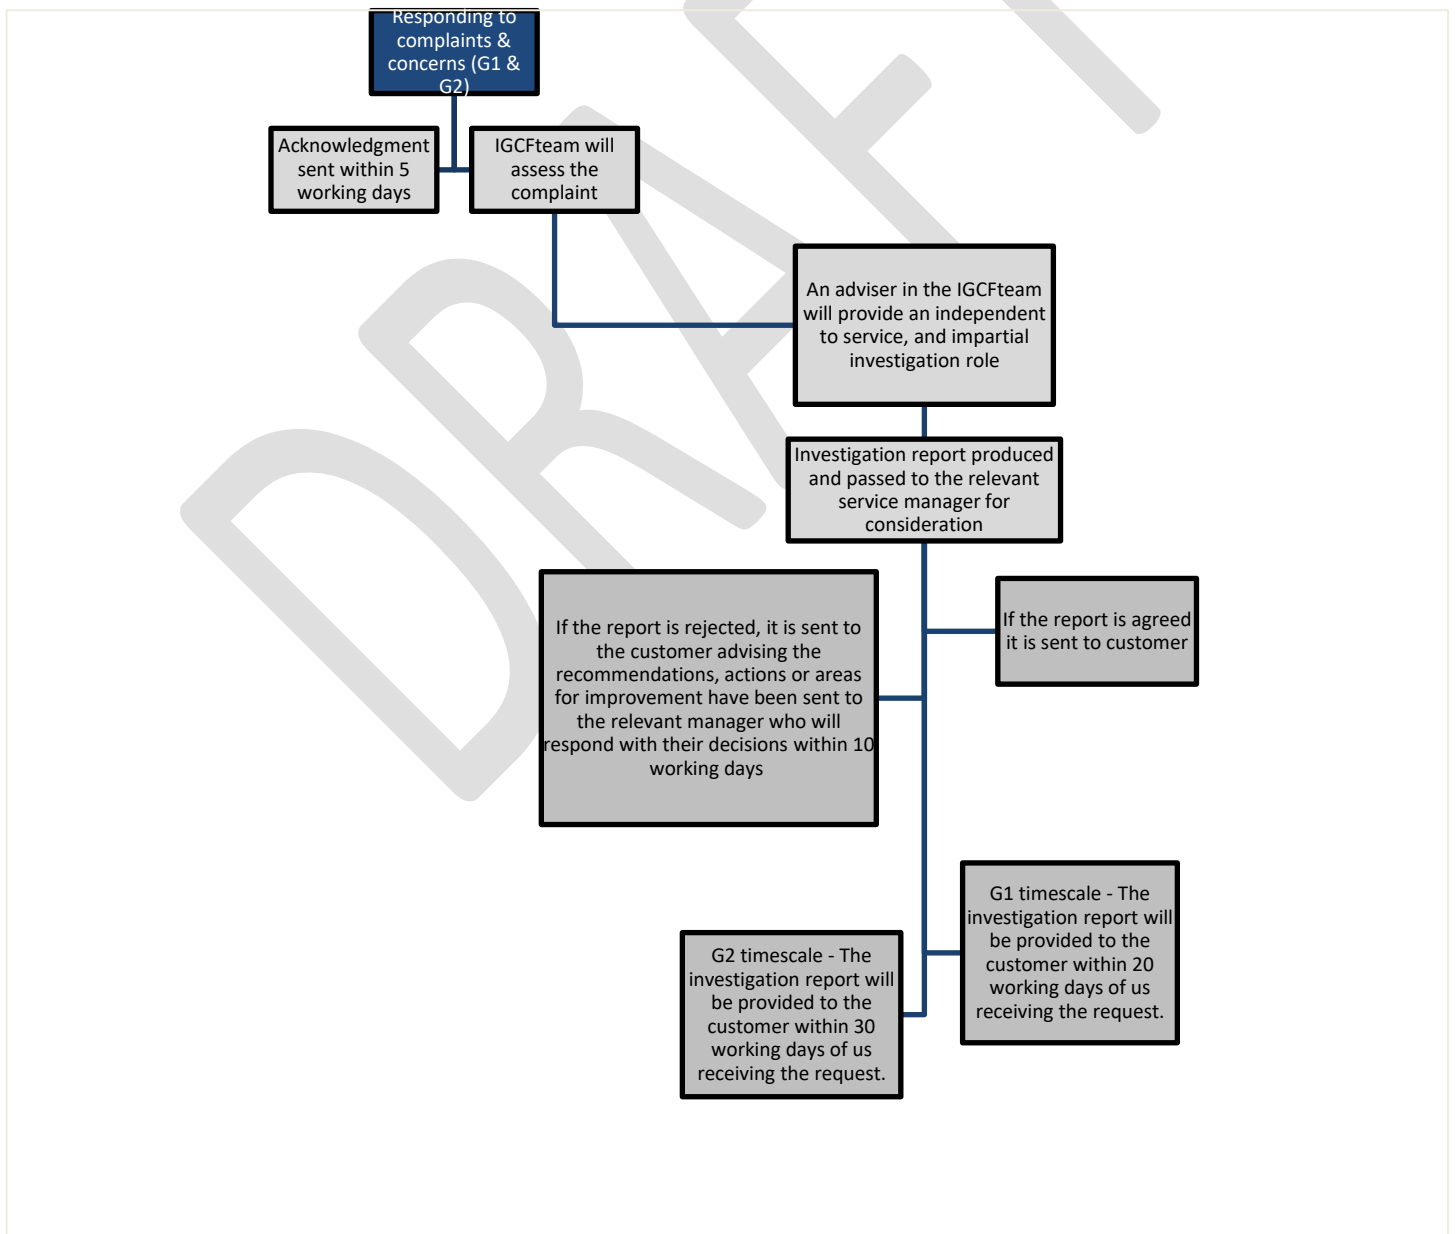 Responding to
complaints &
concerns (G1 &
G2)
Acknowledgment
sent within 5
working days
IGCFteam will
assess the
complaint
An adviser in the IGCFteam
will provide an independent
to service, and impartial
investigation role
Investigation report produced
and passed to the relevant
service manager for
consideration
If the report is agreed
it is sent to customer
If the report is rejected, it is sent to
the customer advising the
recommendations, actions or areas
for improvement have been sent to
the relevant manager who will
respond with their decisions within 10
working days
G1 timescale - The
investigation report will
be provided to the
customer within 20
working days of us
receiving the request.
G2 timescale - The
investigation report will
be provided to the
customer within 30
working days of us
receiving the request.
DRAFT